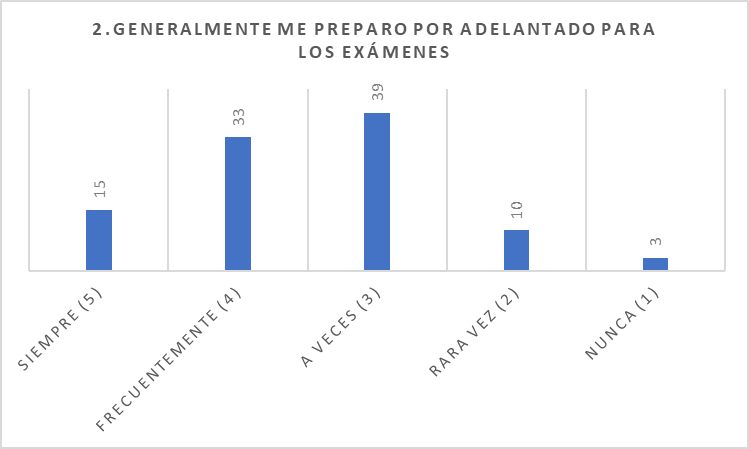 2.GENERALMENTE ME PREPARO POR ADELANTADO PARA
LOS EXÁMENES
15
33
39
10
3
SIEMPRE (5)
FRECUENTEMENTE (4)
A VECES (3)
RARA VEZ (2)
NUNCA (1)